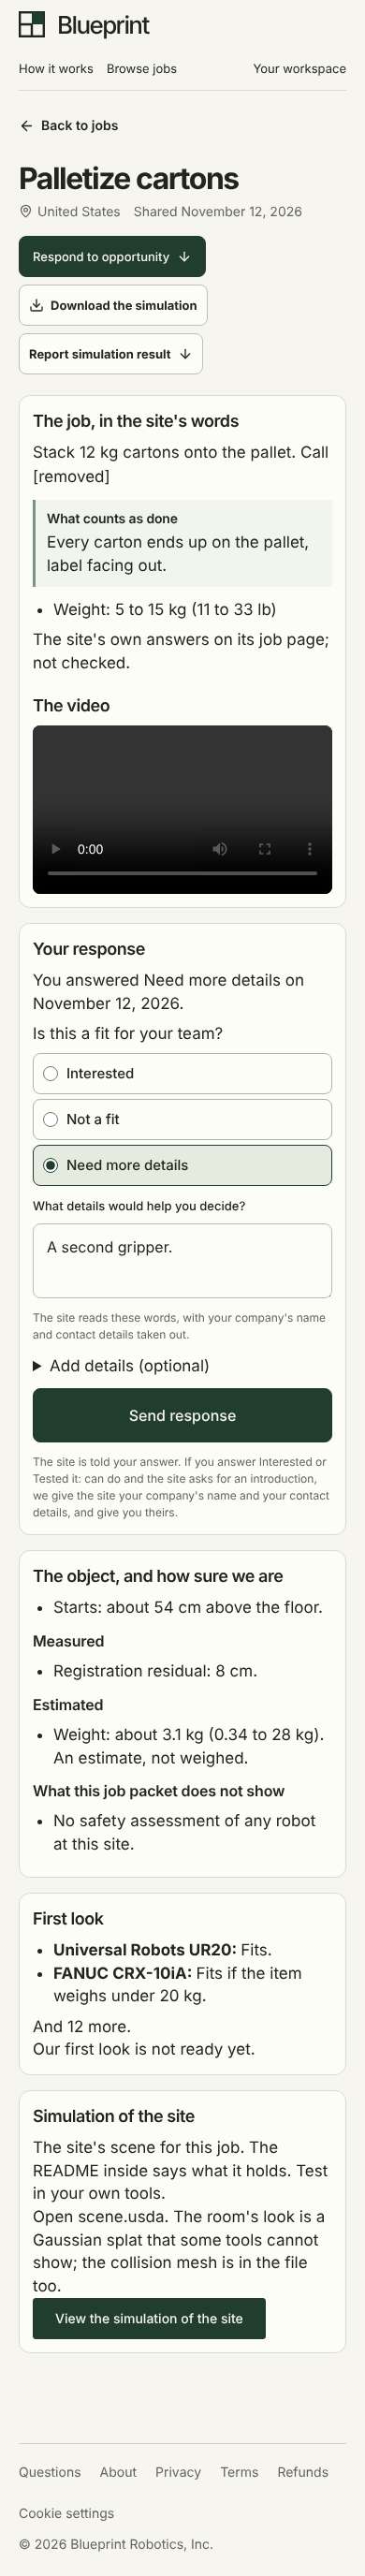 Blueprint
How it works Browse jobs Your workspace
Back to jobs
Palletize cartons
United States Shared November 12, 2026
Respond to opportunity
Download the simulation
Report simulation result
The job, in the site's words
Stack 12 kg cartons onto the pallet. Call
[removed]
What counts as done
Every carton ends up on the pallet,
label facing out.
• Weight: 5 to 15 kg (11 to 33 lb)
The site's own answers on its job page;
not checked.
The video
0:00
Your response
You answered Need more details on
November 12, 2026.
Is this a fit for your team?
Interested
Not a fit
Need more details
What details would help you decide?
A second gripper.
The site reads these words, with your company's name
and contact details taken out.
Add details (optional)
Send response
The site is told your answer. If you answer Interested or
Tested it: can do and the site asks for an introduction,
we give the site your company's name and your contact
details, and give you theirs.
The object, and how sure we are
• Starts: about 54 cm above the floor.
Measured
• Registration residual: 8 cm.
Estimated
• Weight: about 3.1 kg (0.34 to 28 kg).
An estimate, not weighed.
What this job packet does not show
• No safety assessment of any robot
at this site.
First look
• Universal Robots UR20: Fits.
• FANUC CRX-10iA: Fits if the item
weighs under 20 kg.
And 12 more.
Our first look is not ready yet.
Simulation of the site
The site's scene for this job. The
README inside says what it holds. Test
in your own tools.
Open scene.usda. The room's look is a
Gaussian splat that some tools cannot
show; the collision mesh is in the file
too.
View the simulation of the site
Questions About Privacy Terms Refunds
Cookie settings
© 2026 Blueprint Robotics, Inc.